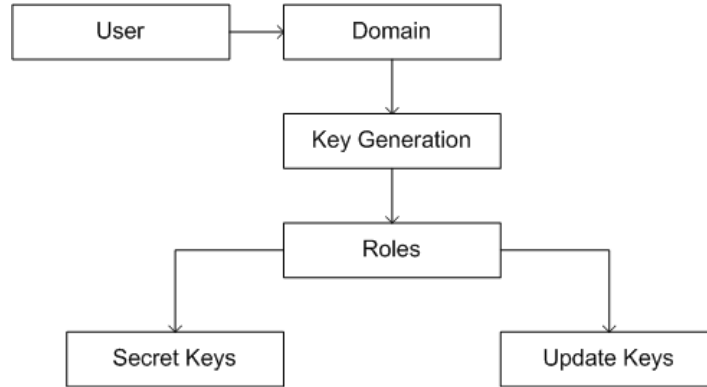 User
Domain
Key Generation
Roles
Secret Keys
Update Keys